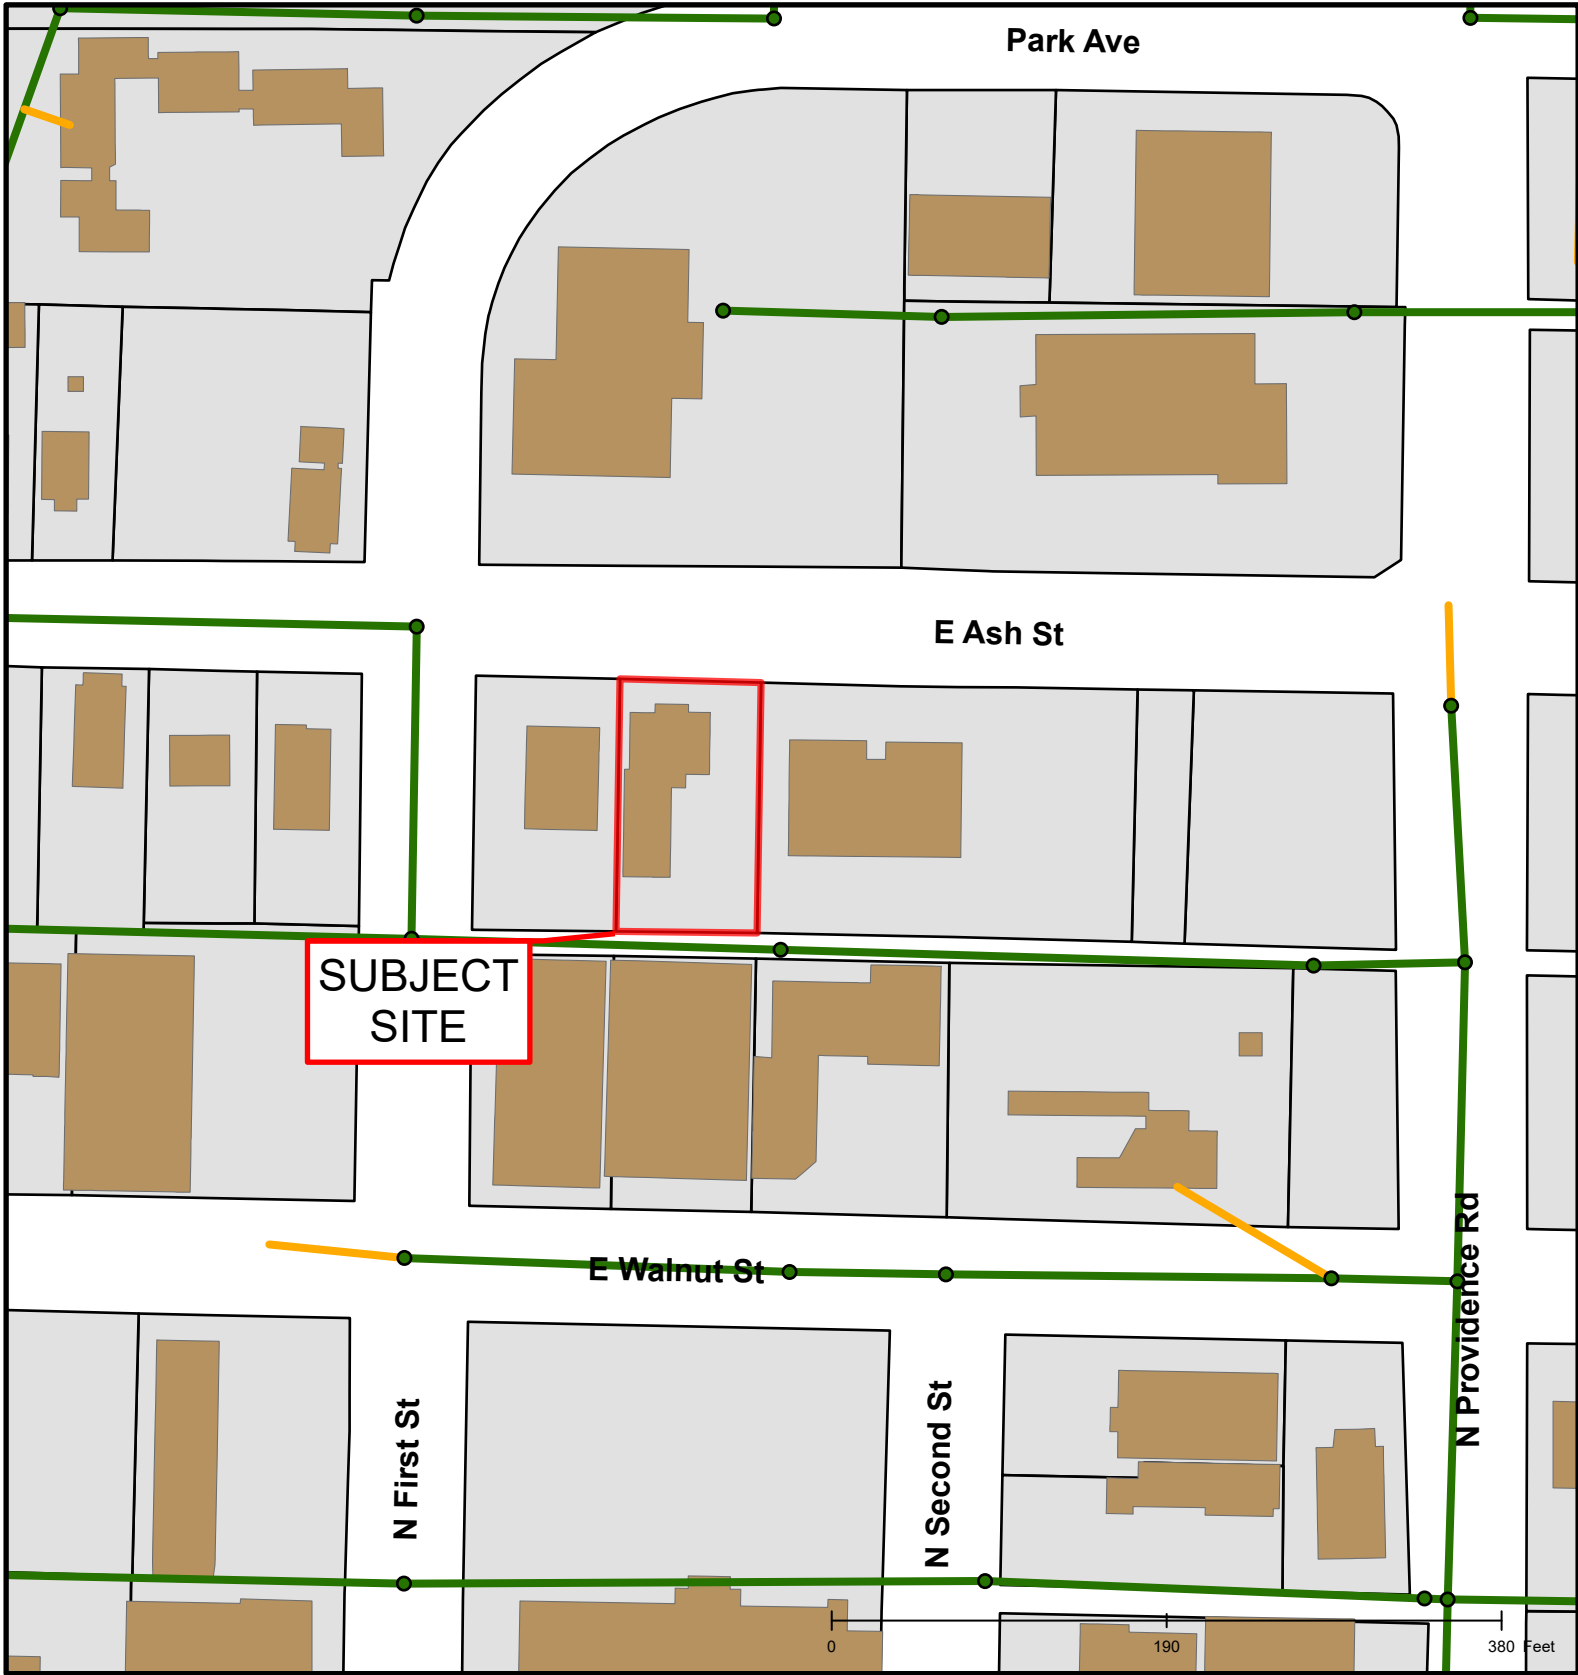 Park Ave
E Ash St
SUBJECT
SITE
E Walnut St
N Providence Rd
N First St
N Second St
0 190 380 Feet